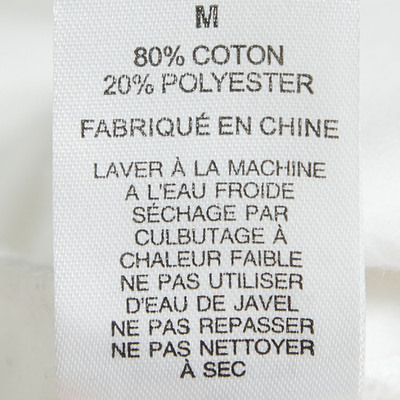 M
80% COTON
20% POLYESTER
FABRIQUÉ EN CHINE
LAVER À LA MACHINE
A L'EAU FROIDE
SÉCHAGE PAR
CULBUTAGE À
CHALEUR FAIBLE
NE PAS UTILISER
D'EAU DE JAVEL
NE PAS REPASSER
NE PAS NETTOYER
À SEC